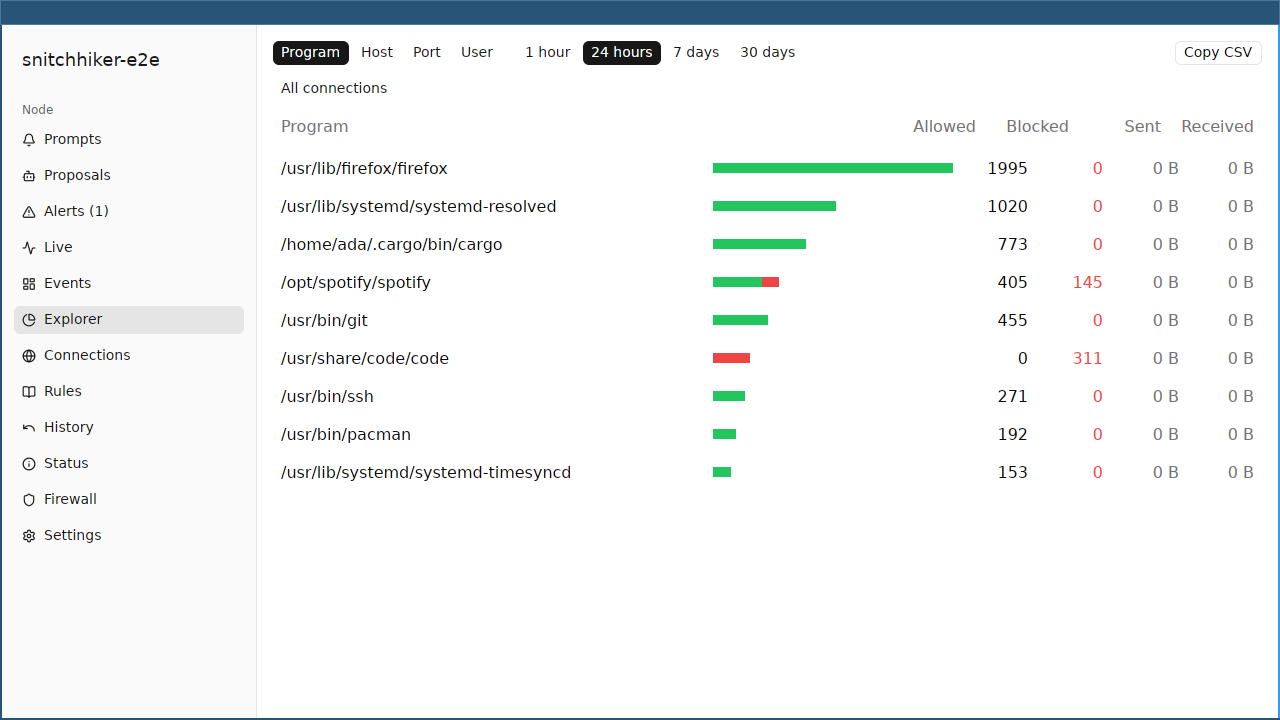 snitchhiker-e2e
Node
Prompts
Proposals
Alerts (1)
Live
Events
Explorer
Connections
Rules
History
Status
Firewall
Settings
Program Host Port User 1 hour 24 hours 7 days 30 days Copy CSV
All connections
Program Allowed Blocked Sent Received
/usr/lib/firefox/firefox 1995 0 0 B 0 B
/usr/lib/systemd/systemd-resolved 1020 0 0 B 0 B
/home/ada/.cargo/bin/cargo 773 0 0 B 0 B
/opt/spotify/spotify 405 145 0 B 0 B
/usr/bin/git 455 0 0 B 0 B
/usr/share/code/code 0 311 0 B 0 B
/usr/bin/ssh 271 0 0 B 0 B
/usr/bin/pacman 192 0 0 B 0 B
/usr/lib/systemd/systemd-timesyncd 153 0 0 B 0 B